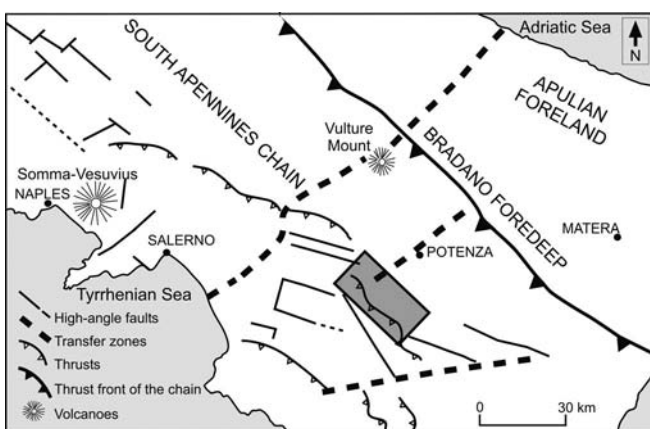 Adriatic Sea
N
SOUTH APENNINES CHAIN
APULIAN
FORELAND
Vulture
Mount
BRADANO FOREDEEP
Somma-Vesuvius
NAPLES
SALERNO
POTENZA
MATERA
Tyrrhenian Sea
High-angle faults
Transfer zones
Thrusts
Thrust front of the chain
Volcanoes
0 30 km